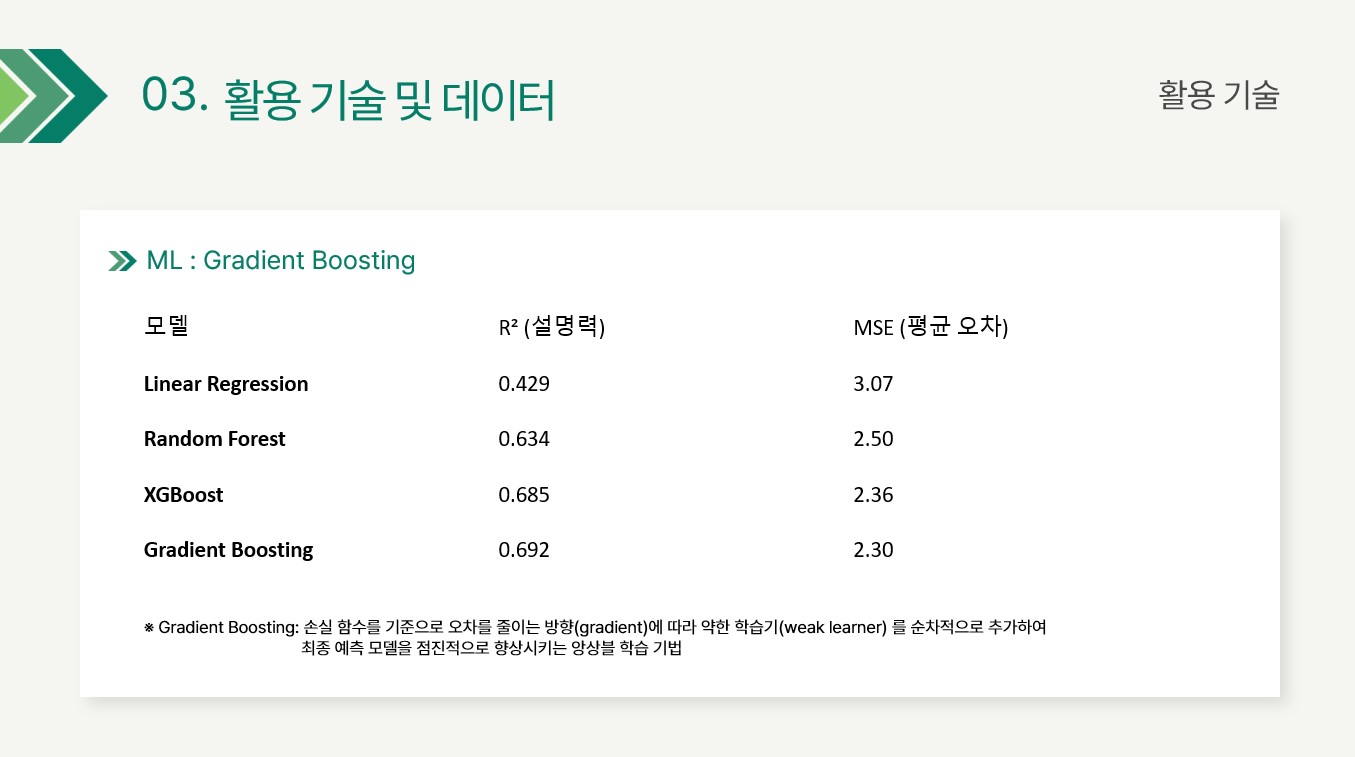 03. 활용 기술 및 데이터
활용 기술
ML : Gradient Boosting
모델 R² (설명력) MSE (평균 오차)
Linear Regression 0.429 3.07
Random Forest 0.634 2.50
XGBoost 0.685 2.36
Gradient Boosting 0.692 2.30
※ Gradient Boosting: 손실 함수를 기준으로 오차를 줄이는 방향(gradient)에 따라 약한 학습기(weak learner) 를 순차적으로 추가하여
최종 예측 모델을 점진적으로 향상시키는 앙상블 학습 기법